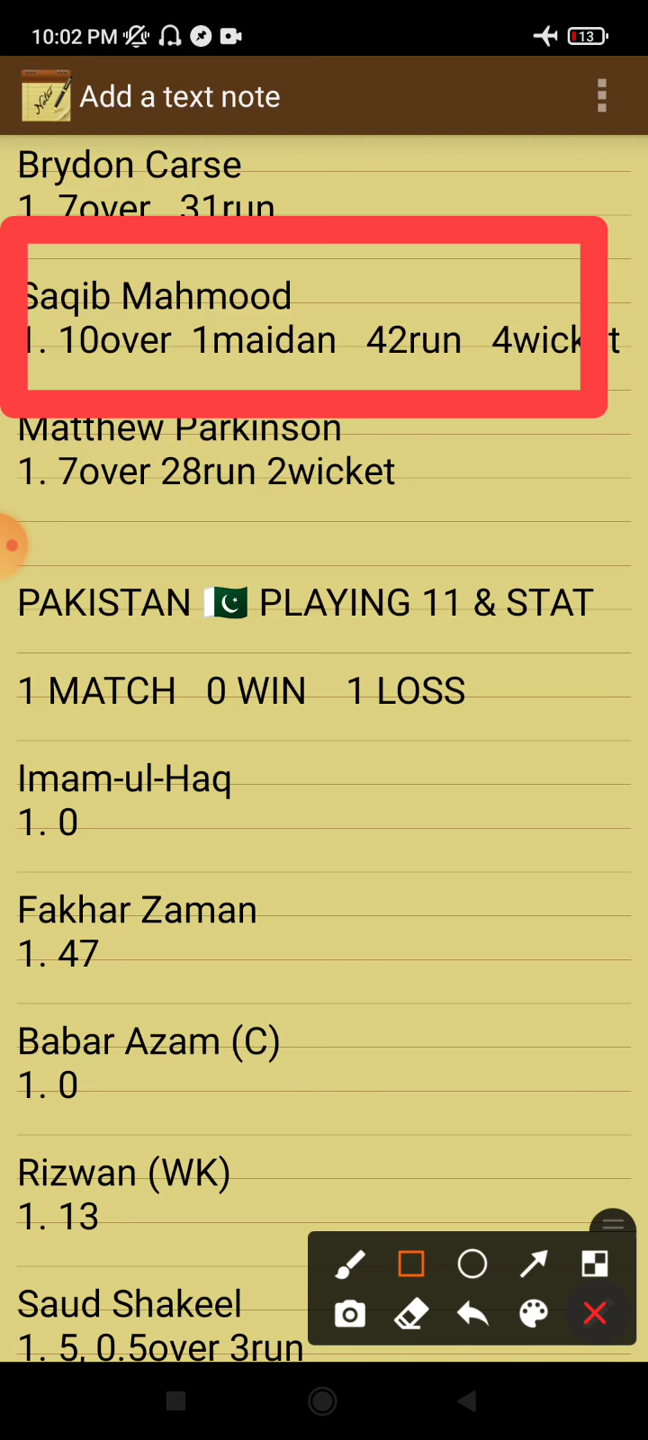 10:02 PM
13
Add a text note
Brydon Carse
1. 7over 31run
Saqib Mahmood
1. 10over 1maidan 42run 4wicket
Matthew Parkinson
1. 7over 28run 2wicket
PAKISTAN 🇵🇰 PLAYING 11 & STAT
1 MATCH 0 WIN 1 LOSS
Imam-ul-Haq
1. 0
Fakhar Zaman
1. 47
Babar Azam (C)
1. 0
Rizwan (WK)
1. 13
Saud Shakeel
1. 5, 0.5over 3run